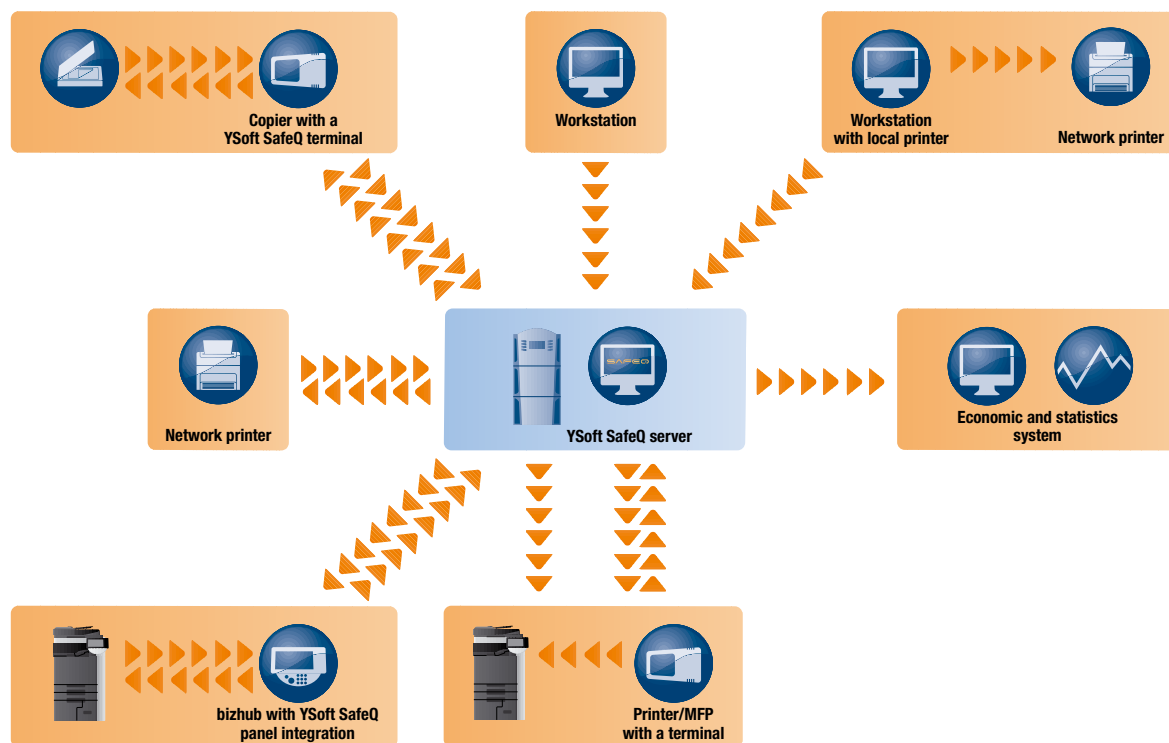 Copier with a
YSoft SafeQ terminal
Workstation
Workstation
with local printer
Network printer
Network printer
SAFEQ
YSoft SafeQ server
Economic and statistics
system
bizhub with YSoft SafeQ
panel integration
Printer/MFP
with a terminal